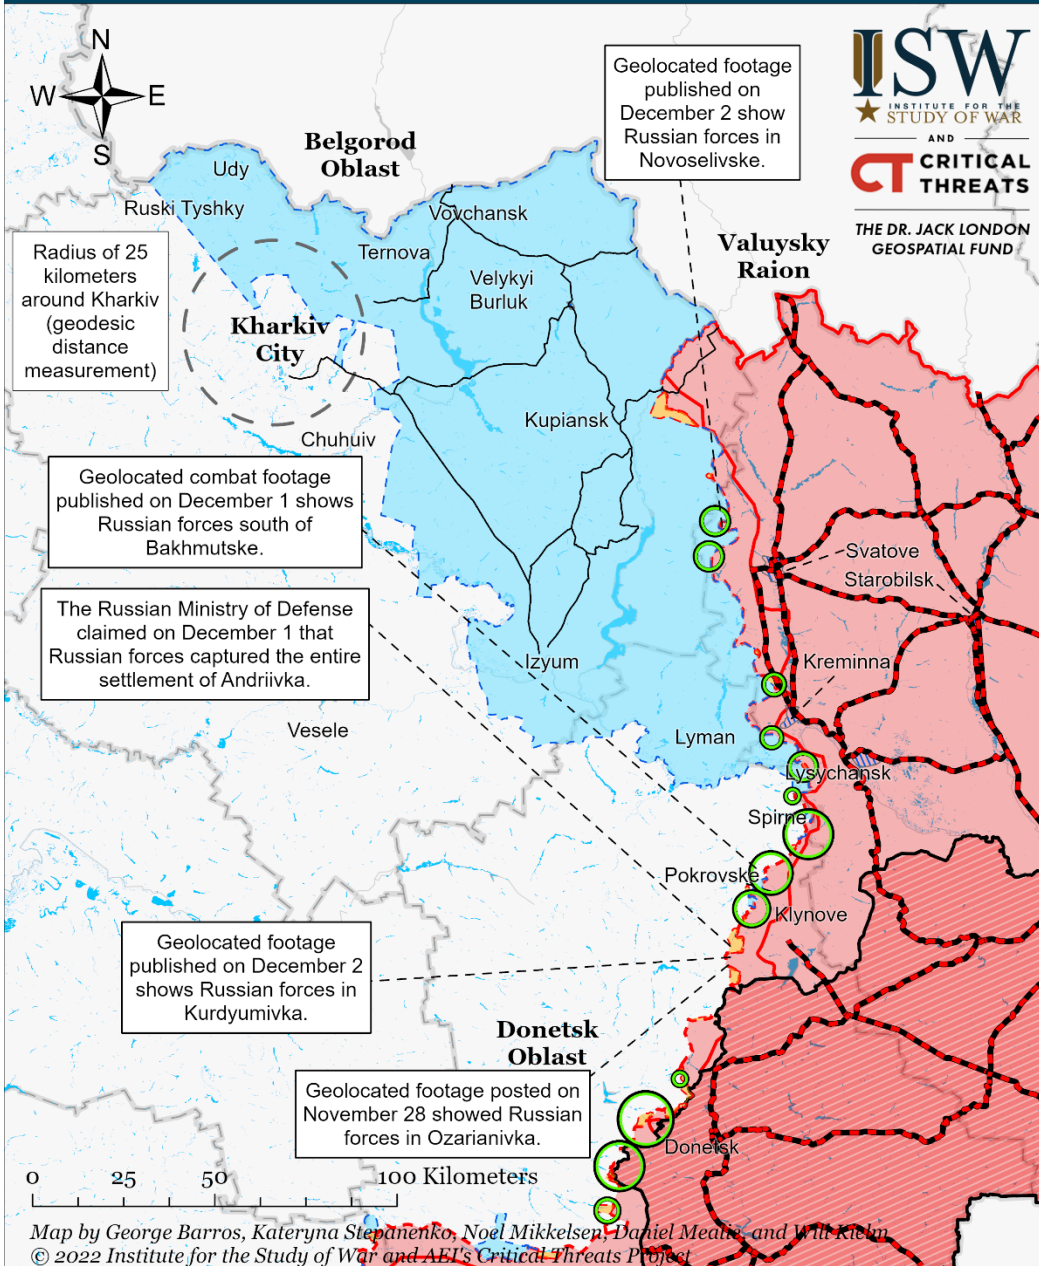 N
W
E
S
ISW
INSTITUTE FOR THE
STUDY OF WAR
AND
CT CRITICAL
THREATS
THE DR. JACK LONDON
GEOSPATIAL FUND
Geolocated footage
published on
December 2 show
Russian forces in
Novoselivske.
Belgorod
Oblast
Udy
Ruski Tyshky
Vovchansk
Ternova
Valuysky
Raion
Velykyi
Burluk
Radius of 25
kilometers
around Kharkiv
(geodesic
distance
measurement)
Kharkiv
City
Kupiansk
Chuhuiv
Geolocated combat footage
published on December 1 shows
Russian forces south of
Bakhmutske.
Svatove
Starobilsk
The Russian Ministry of Defense
claimed on December 1 that
Russian forces captured the entire
settlement of Andriivka.
Izyum
Kreminna
Vesele
Lyman
Lysychansk
Spirne
Pokrovske
Klynove
Geolocated footage
published on December 2
shows Russian forces in
Kurdyumivka.
Donetsk
Oblast
Geolocated footage posted on
November 28 showed Russian
forces in Ozarianivka.
Donetsk
0 25 50 100 Kilometers
Map by George Barros, Kateryna Stepanenko, Noel Mikkelsen, Daniel Mealie, and Will Kielm
© 2022 Institute for the Study of War and AEI's Critical Threats Project